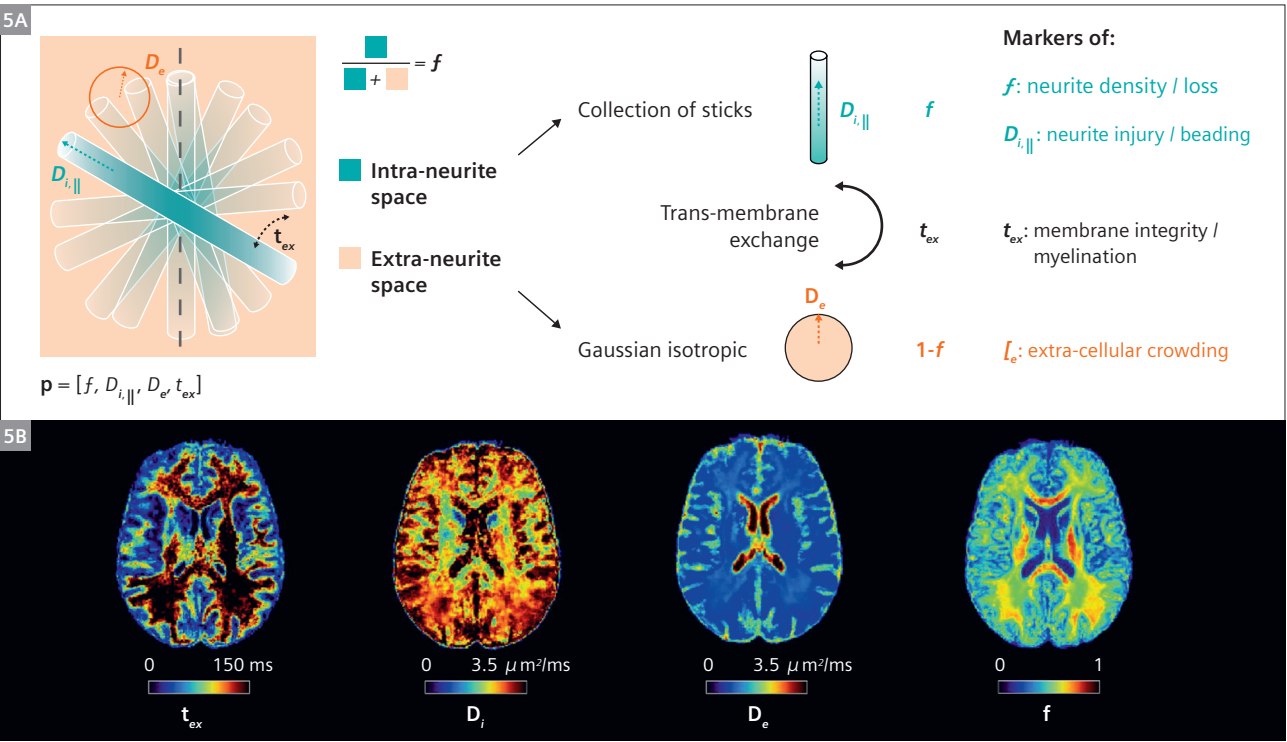 5A
D_e
D_i,||
t_ex
p = [f, D_i,||, D_e, t_ex]
+ = f
Intra-neurite
space
Extra-neurite
space
Collection of sticks
D_i,||
f
Trans-membrane
exchange
t_ex
D_e
Gaussian isotropic
1-f
Markers of:
f: neurite density / loss
D_i,||: neurite injury / beading
t_ex: membrane integrity /
myelination
[_e: extra-cellular crowding
5B
0 150 ms
t_ex
0 3.5 μm²/ms
D_i
0 3.5 μm²/ms
D_e
0 1
f